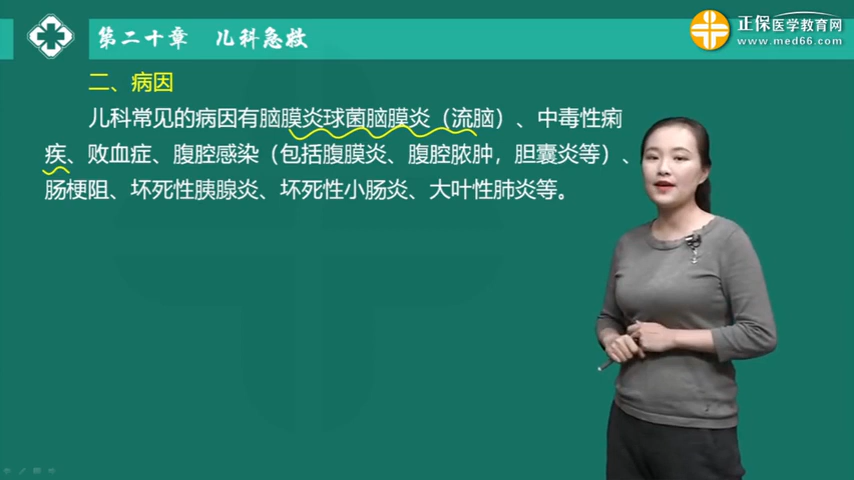 第二十章 儿科急救
正保医学教育网
www.med66.com
二、病因
儿科常见的病因有脑膜炎球菌脑膜炎（流脑）、中毒性痢
疾、败血症、腹腔感染（包括腹膜炎、腹腔脓肿，胆囊炎等）、
肠梗阻、坏死性胰腺炎、坏死性小肠炎、大叶性肺炎等。